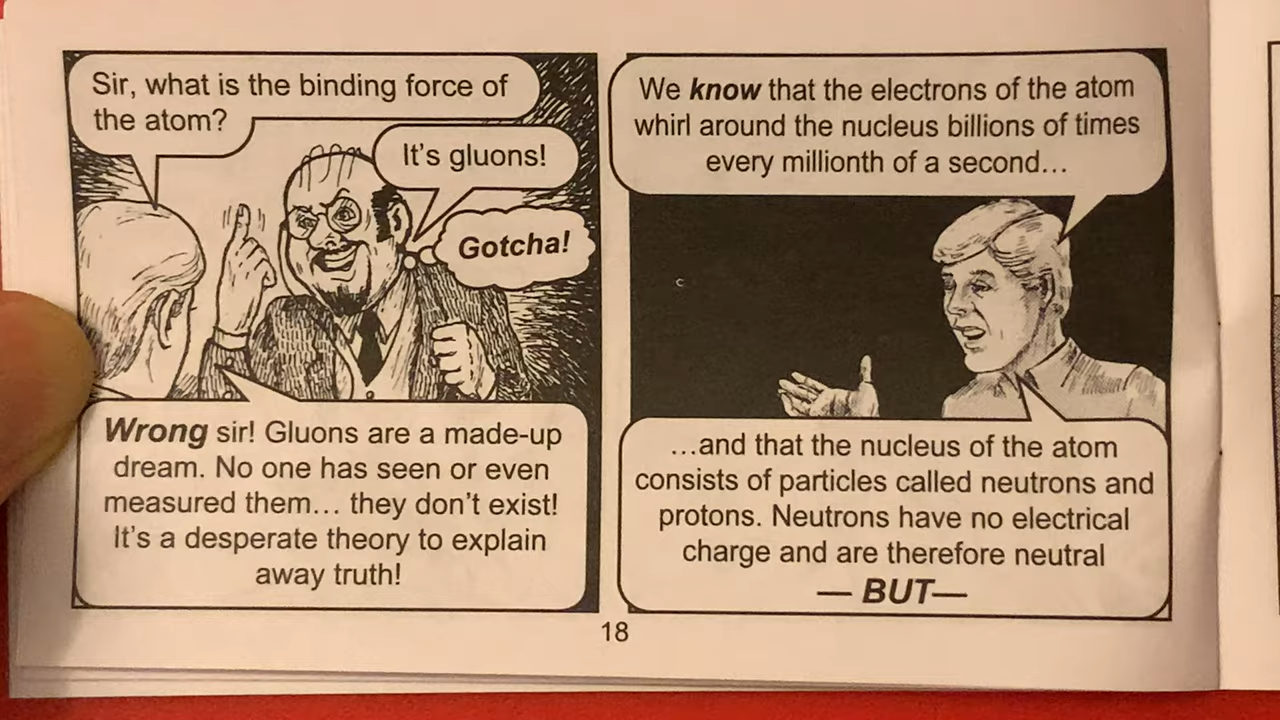 Sir, what is the binding force of
the atom?
It's gluons!
Gotcha!
Wrong sir! Gluons are a made-up
dream. No one has seen or even
measured them... they don't exist!
It's a desperate theory to explain
away truth!
We know that the electrons of the atom
whirl around the nucleus billions of times
every millionth of a second...
...and that the nucleus of the atom
consists of particles called neutrons and
protons. Neutrons have no electrical
charge and are therefore neutral
— BUT—
18